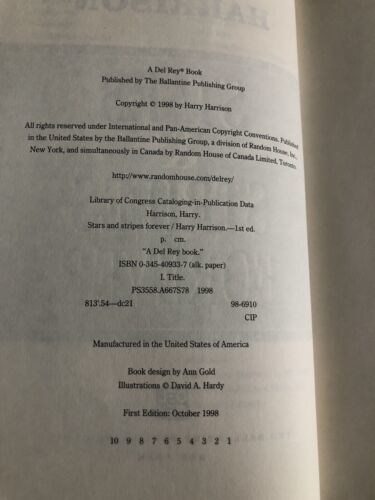 A Del Rey® Book
Published by The Ballantine Publishing Group
Copyright © 1998 by Harry Harrison
All rights reserved under International and Pan-American Copyright Conventions. Published
in the United States by the Ballantine Publishing Group, a division of Random House, Inc.,
New York, and simultaneously in Canada by Random House of Canada Limited, Toronto.
http://www.randomhouse.com/delrey/
Library of Congress Cataloging-in-Publication Data
Harrison, Harry.
Stars and stripes forever / Harry Harrison.—1st ed.
p. cm.
"A Del Rey book."
ISBN 0-345-40933-7 (alk. paper)
I. Title.
PS3558.A667S78 1998
813'.54—dc21 98-6910
CIP
Manufactured in the United States of America
Book design by Ann Gold
Illustrations © David A. Hardy
First Edition: October 1998
10 9 8 7 6 5 4 3 2 1